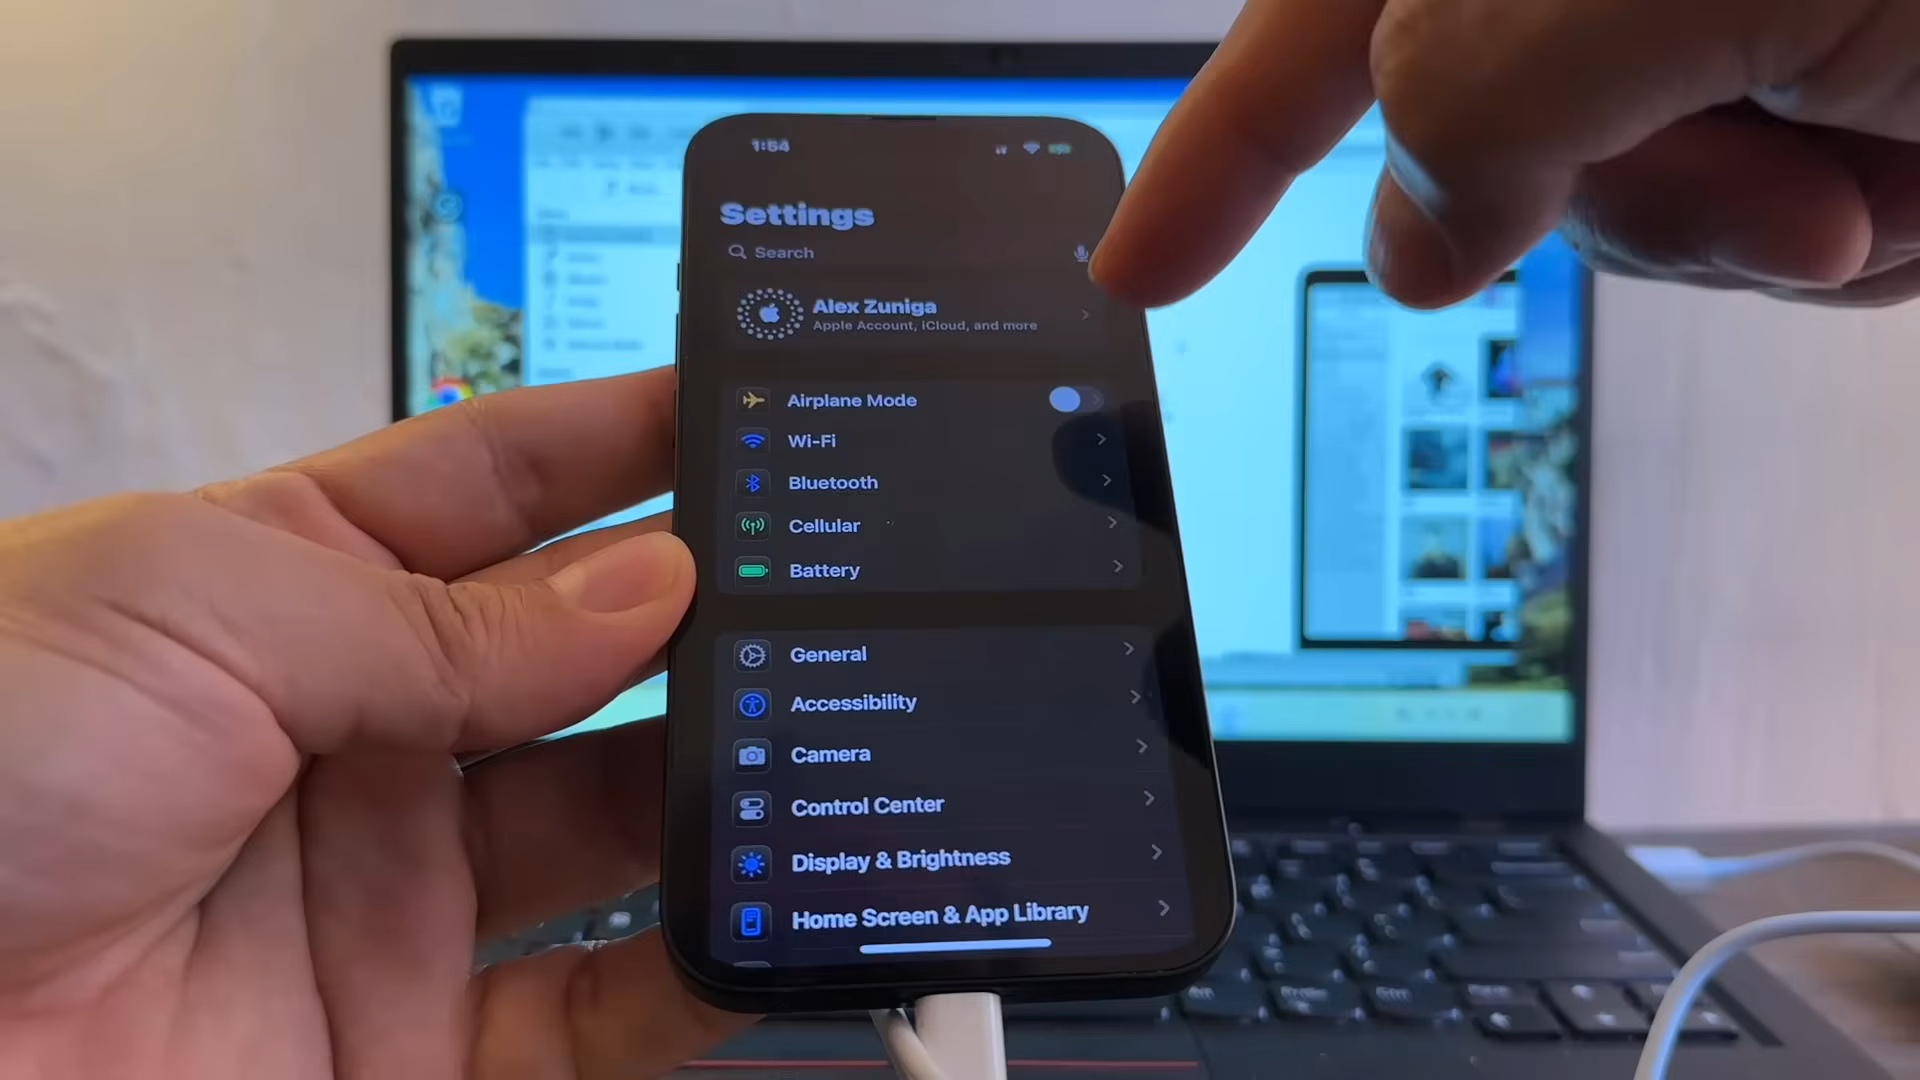 1:54
Settings
Search
Alex Zuniga
Apple Account, iCloud, and more
Airplane Mode
Wi-Fi
Bluetooth
Cellular
Battery
General
Accessibility
Camera
Control Center
Display & Brightness
Home Screen & App Library